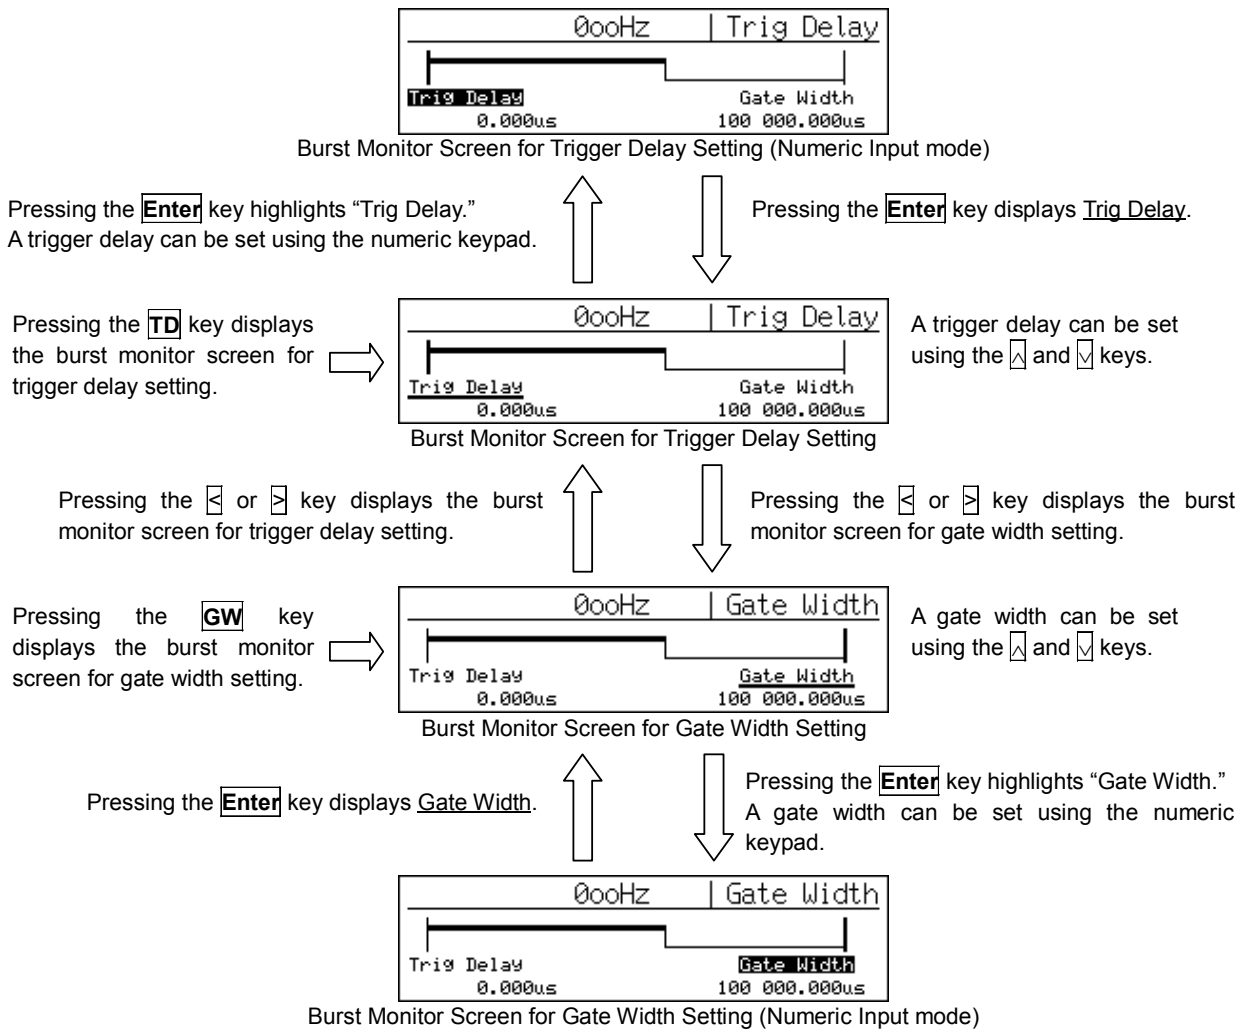 0ooHz | Trig Delay
Trig Delay Gate Width
0.000us 100 000.000us
Burst Monitor Screen for Trigger Delay Setting (Numeric Input mode)
Pressing the Enter key highlights “Trig Delay.”
A trigger delay can be set using the numeric keypad.
Pressing the Enter key displays Trig Delay.
Pressing the TD key displays
the burst monitor screen for
trigger delay setting.
0ooHz | Trig Delay
Trig Delay Gate Width
0.000us 100 000.000us
A trigger delay can be set
using the ∧ and ∨ keys.
Burst Monitor Screen for Trigger Delay Setting
Pressing the < or > key displays the burst
monitor screen for trigger delay setting.
Pressing the < or > key displays the burst
monitor screen for gate width setting.
Pressing the GW key
displays the burst monitor
screen for gate width setting.
0ooHz | Gate Width
Trig Delay Gate Width
0.000us 100 000.000us
A gate width can be set
using the ∧ and ∨ keys.
Burst Monitor Screen for Gate Width Setting
Pressing the Enter key displays Gate Width.
Pressing the Enter key highlights “Gate Width.”
A gate width can be set using the numeric
keypad.
0ooHz | Gate Width
Trig Delay Gate Width
0.000us 100 000.000us
Burst Monitor Screen for Gate Width Setting (Numeric Input mode)